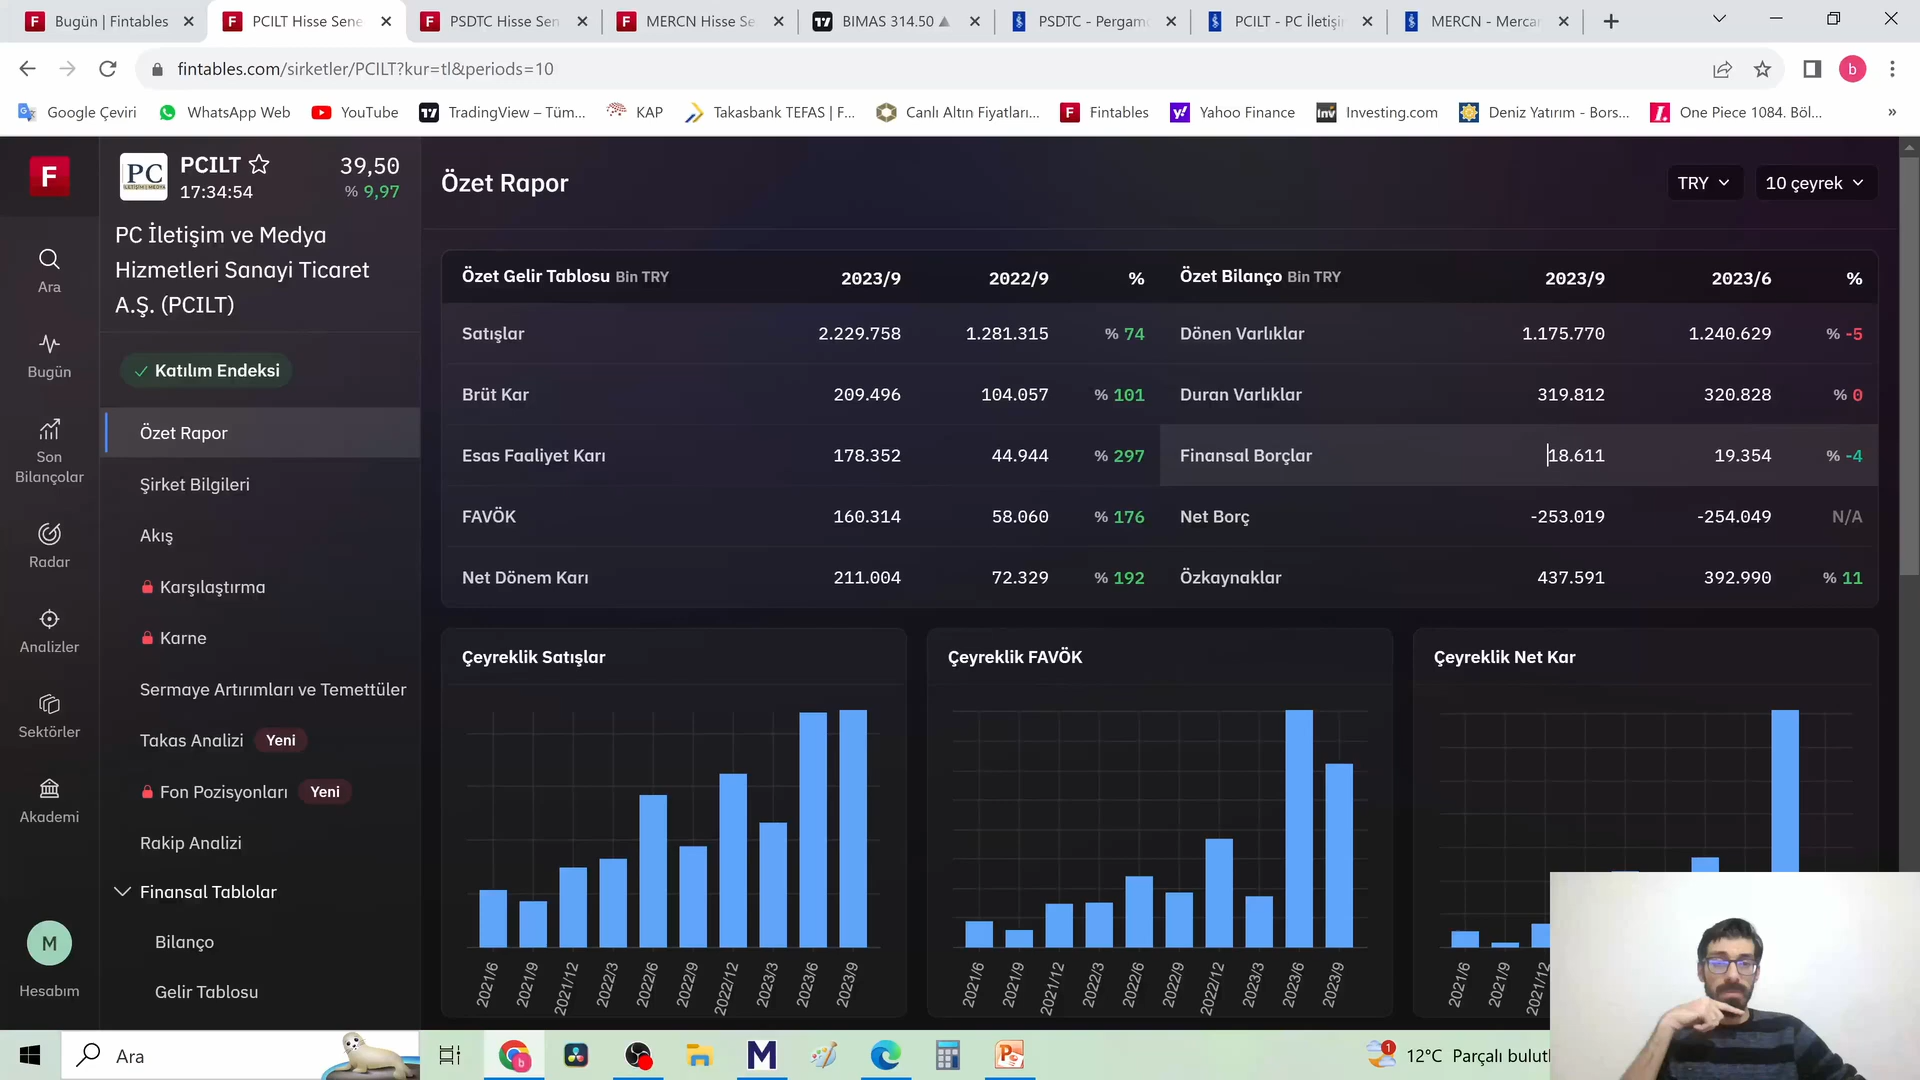 Bugün | Fintables
PCILT Hisse Sene
PSDTC Hisse Sen
MERCN Hisse Se
BIMAS 314.50
PSDTC - Pergam
PCILT - PC İletişi
MERCN - Merca
fintables.com/sirketler/PCILT?kur=tl&periods=10
b
Google Çeviri
WhatsApp Web
YouTube
TradingView – Tüm...
KAP
Takasbank TEFAS | F...
Canlı Altın Fiyatları...
Fintables
Yahoo Finance
Investing.com
Deniz Yatırım - Bors...
One Piece 1084. Böl...
F
Ara
Bugün
Son
Bilançolar
Radar
Analizler
Sektörler
Akademi
M
Hesabım
PC
İLETİŞİM MEDYA
PCILT
39,50
17:34:54
% 9,97
PC İletişim ve Medya
Hizmetleri Sanayi Ticaret
A.Ş. (PCILT)
Katılım Endeksi
Özet Rapor
Şirket Bilgileri
Akış
Karşılaştırma
Karne
Sermaye Artırımları ve Temettüler
Takas Analizi Yeni
Fon Pozisyonları Yeni
Rakip Analizi
Finansal Tablolar
Bilanço
Gelir Tablosu
Özet Rapor
TRY
10 çeyrek
Özet Gelir Tablosu Bin TRY 2023/9 2022/9 %
Satışlar 2.229.758 1.281.315 % 74
Brüt Kar 209.496 104.057 % 101
Esas Faaliyet Karı 178.352 44.944 % 297
FAVÖK 160.314 58.060 % 176
Net Dönem Karı 211.004 72.329 % 192
Özet Bilanço Bin TRY 2023/9 2023/6 %
Dönen Varlıklar 1.175.770 1.240.629 % -5
Duran Varlıklar 319.812 320.828 % 0
Finansal Borçlar 18.611 19.354 % -4
Net Borç -253.019 -254.049 N/A
Özkaynaklar 437.591 392.990 % 11
Çeyreklik Satışlar
2021/6 2021/9 2021/12 2022/3 2022/6 2022/9 2022/12 2023/3 2023/6 2023/9
Çeyreklik FAVÖK
2021/6 2021/9 2021/12 2022/3 2022/6 2022/9 2022/12 2023/3 2023/6 2023/9
Çeyreklik Net Kar
2021/6 2021/9 2021/12
Ara
b
M
1
12°C Parçalı bulutl